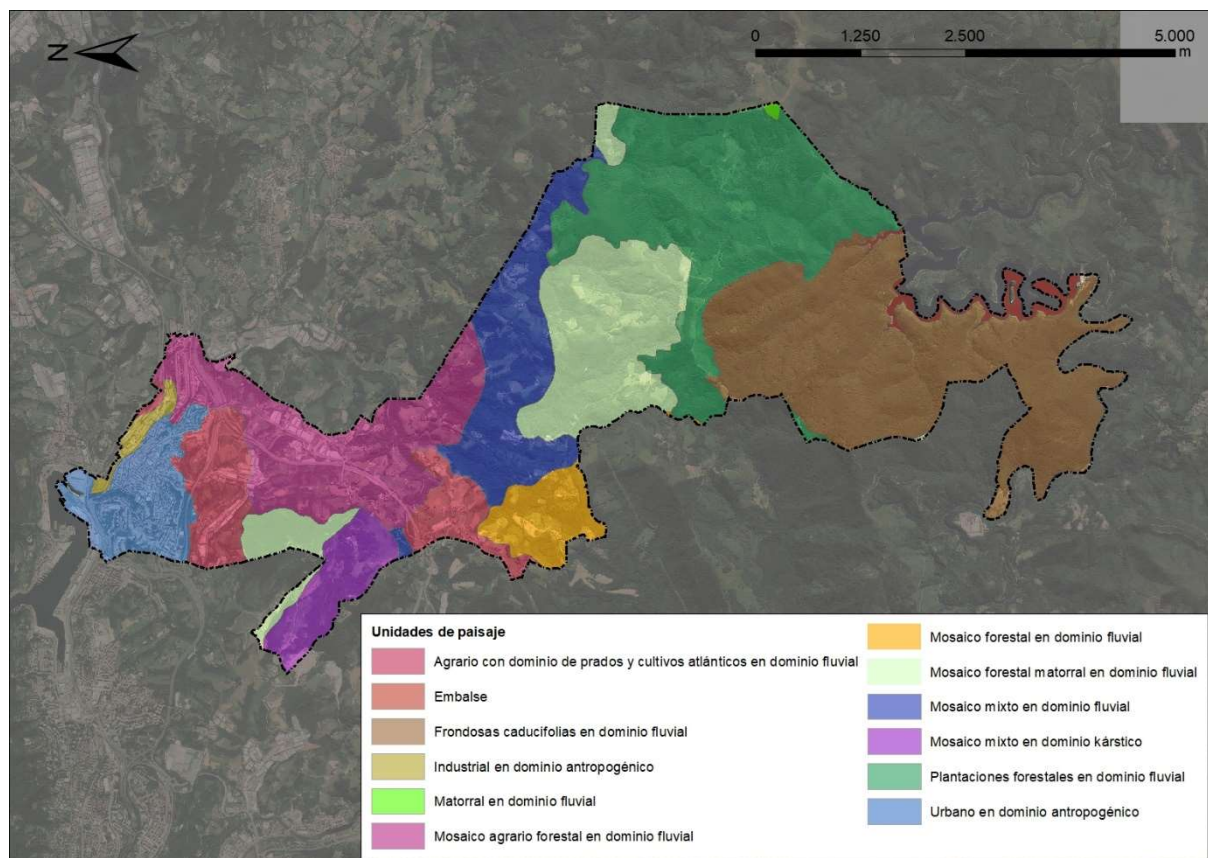 N
0 1.250 2.500 5.000
m
Unidades de paisaje
Agrario con dominio de prados y cultivos atlánticos en dominio fluvial
Embalse
Frondosas caducifolias en dominio fluvial
Industrial en dominio antropogénico
Matorral en dominio fluvial
Mosaico agrario forestal en dominio fluvial
Mosaico forestal en dominio fluvial
Mosaico forestal matorral en dominio fluvial
Mosaico mixto en dominio fluvial
Mosaico mixto en dominio kárstico
Plantaciones forestales en dominio fluvial
Urbano en dominio antropogénico